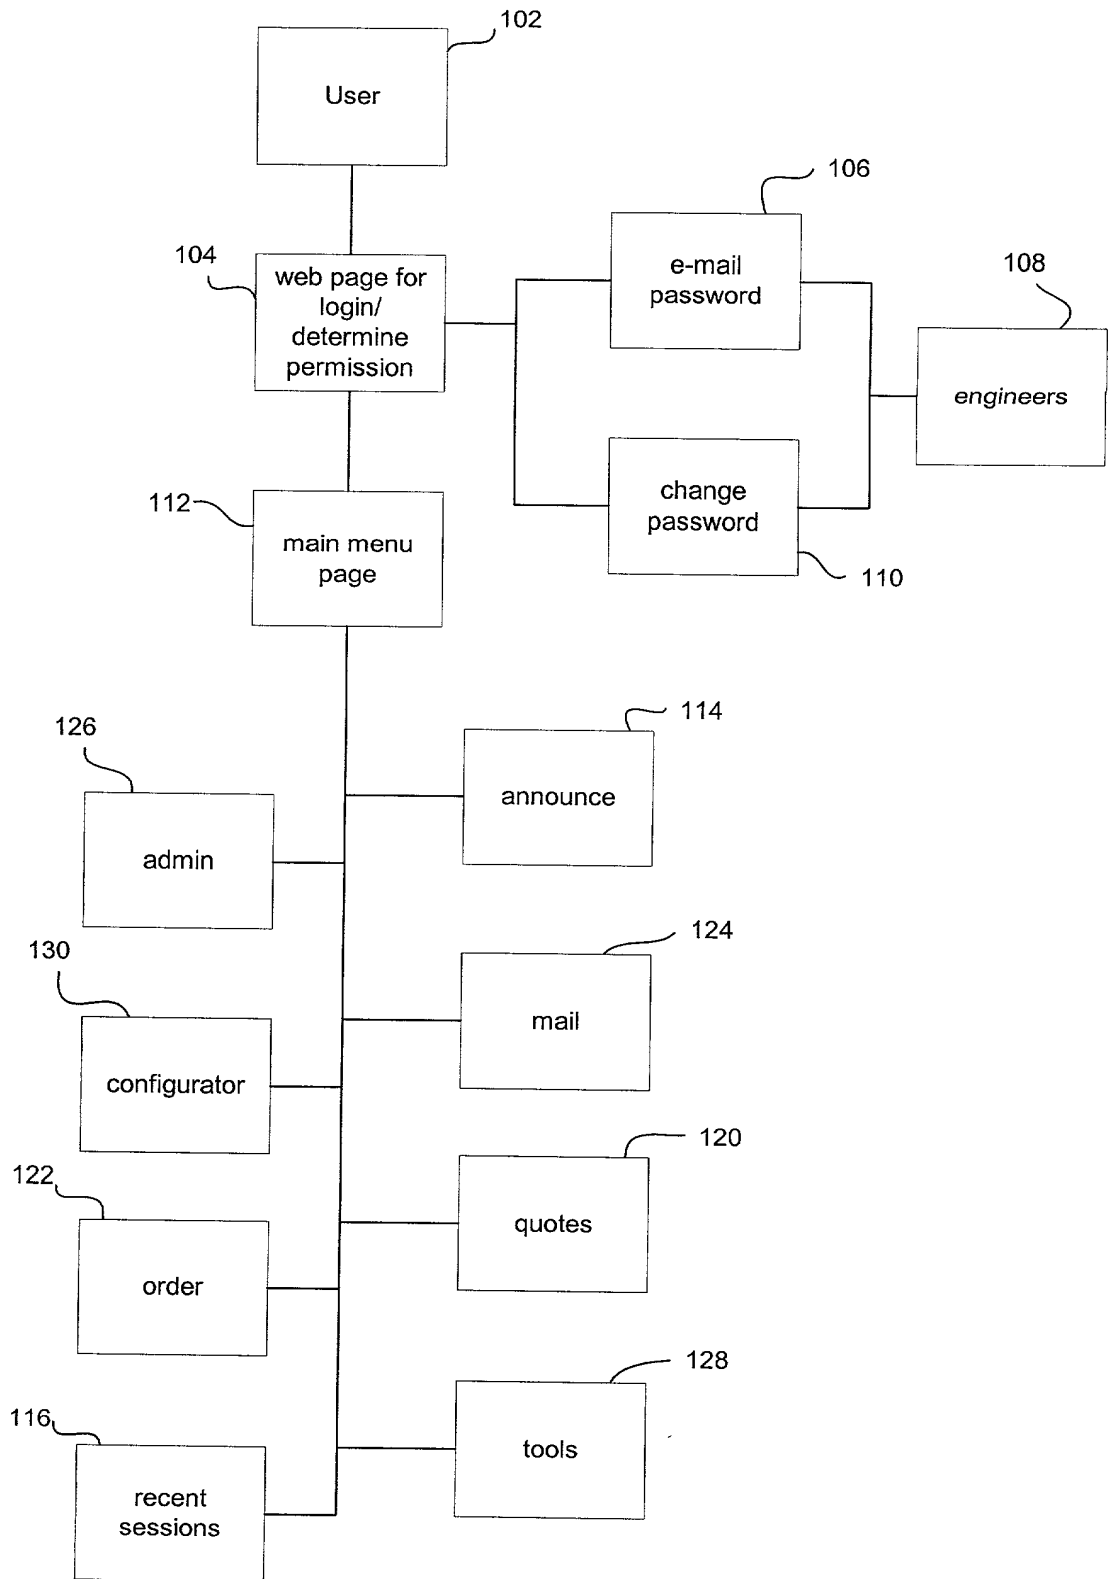 102
User
106
104
web page for
login/
determine
permission
e-mail
password
108
engineers
112
main menu
page
change
password
110
114
126
announce
admin
124
130
mail
configurator
120
122
quotes
order
128
116
tools
recent
sessions